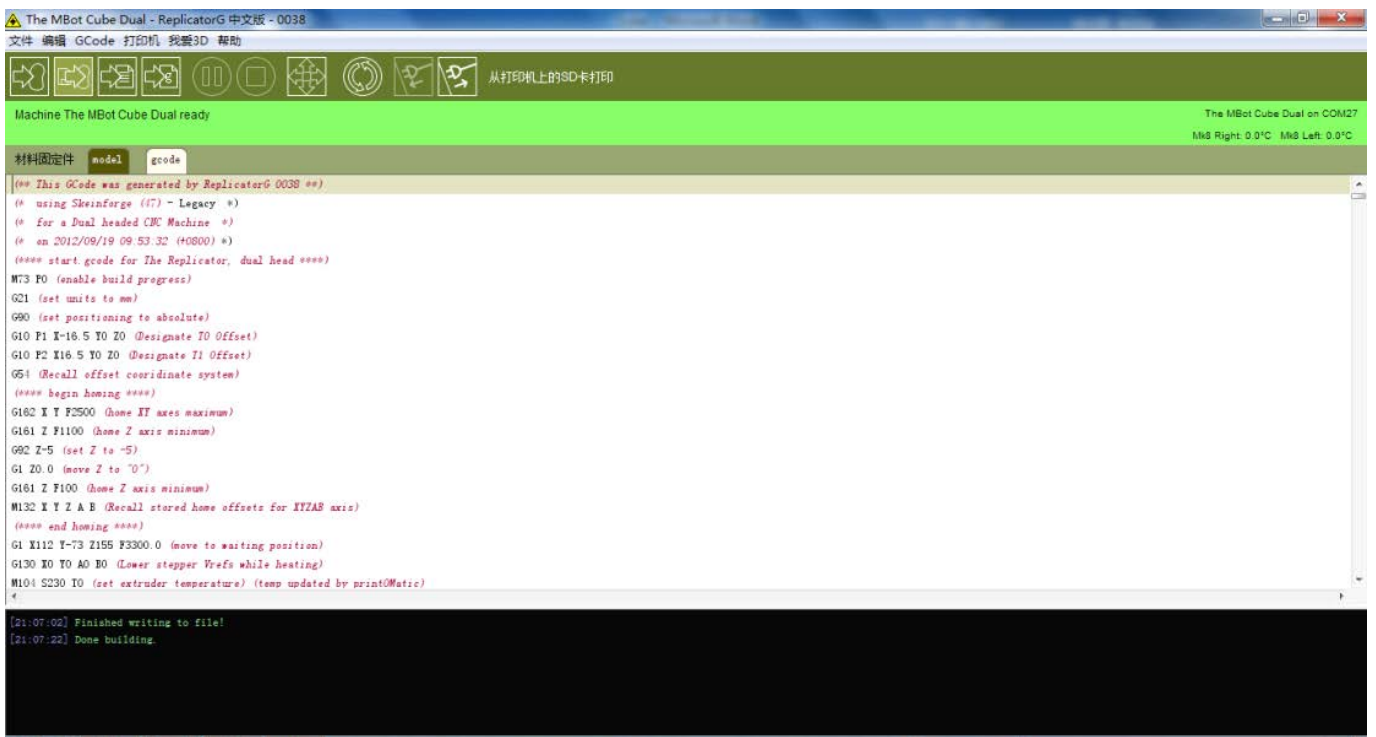 The MBot Cube Dual - ReplicatorG 中文版 - 0038
文件 编辑 GCode 打印机 我爱3D 帮助
从打印机上的SD卡打印
Machine The MBot Cube Dual ready
The MBot Cube Dual on COM27
Mk8 Right: 0.0°C Mk8 Left: 0.0°C
材料固定件 model gcode
(** This GCode was generated by ReplicatorG 0038 **)
(* using Skeinforge (47) - Legacy *)
(* for a Dual headed CNC Machine *)
(* on 2012/09/19 09:53:32 (+0800) *)
(**** start.gcode for The Replicator, dual head ****)
M73 P0 (enable build progress)
G21 (set units to mm)
G90 (set positioning to absolute)
G10 P1 X-16.5 Y0 Z0 (Designate T0 Offset)
G10 P2 X16.5 Y0 Z0 (Designate T1 Offset)
G54 (Recall offset cooridinate system)
(**** begin homing ****)
G162 X Y F2500 (home XY axes maximum)
G161 Z F1100 (home Z axis minimum)
G92 Z-5 (set Z to -5)
G1 Z0.0 (move Z to "0")
G161 Z F100 (home Z axis minimum)
M132 X Y Z A B (Recall stored home offsets for XYZAB axis)
(**** end homing ****)
G1 X112 Y-73 Z155 F3300.0 (move to waiting position)
G130 X0 Y0 A0 B0 (Lower stepper Vrefs while heating)
M104 S230 T0 (set extruder temperature) (temp updated by printOMatic)
[21:07:02] Finished writing to file!
[21:07:22] Done building.